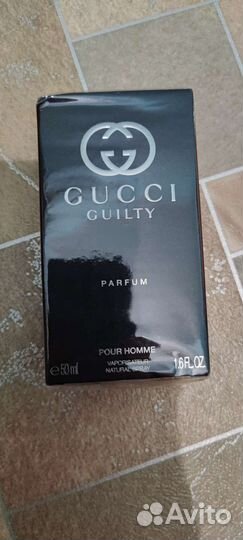 GUCCI
GUILTY
PARFUM
POUR HOMME
VAPORISATEUR
NATURAL SPRAY
e 50 ml
1.6 FL.OZ.
Avito